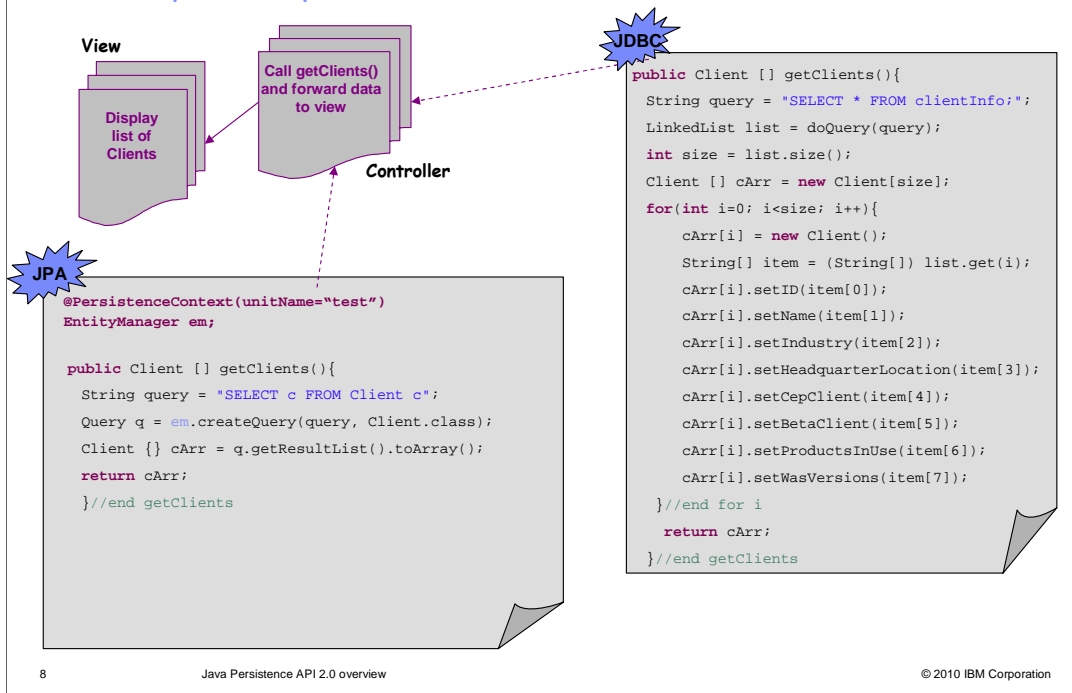 View
Display
list of
Clients
Call getClients()
and forward data
to view
Controller
JDBC
public Client [] getClients(){
String query = "SELECT * FROM clientInfo;";
LinkedList list = doQuery(query);
int size = list.size();
Client [] cArr = new Client[size];
for(int i=0; i<size; i++){
cArr[i] = new Client();
String[] item = (String[]) list.get(i);
cArr[i].setID(item[0]);
cArr[i].setName(item[1]);
cArr[i].setIndustry(item[2]);
cArr[i].setHeadquarterLocation(item[3]);
cArr[i].setCepClient(item[4]);
cArr[i].setBetaClient(item[5]);
cArr[i].setProductsInUse(item[6]);
cArr[i].setWasVersions(item[7]);
}//end for i
return cArr;
}//end getClients
JPA
@PersistenceContext(unitName=“test”)
EntityManager em;
public Client [] getClients(){
String query = "SELECT c FROM Client c";
Query q = em.createQuery(query, Client.class);
Client {} cArr = q.getResultList().toArray();
return cArr;
}//end getClients
8
Java Persistence API 2.0 overview
© 2010 IBM Corporation